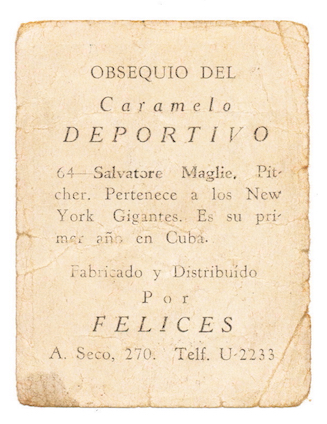 OBSEQUIO DEL
Caramelo
DEPORTIVO
64—Salvatore Maglie, Pit-
cher. Pertenece a los New
York Gigantes. Es su pri-
mer año en Cuba.
Fabricado y Distribuído
Por
FELICES
A. Seco, 270. Telf. U-2233